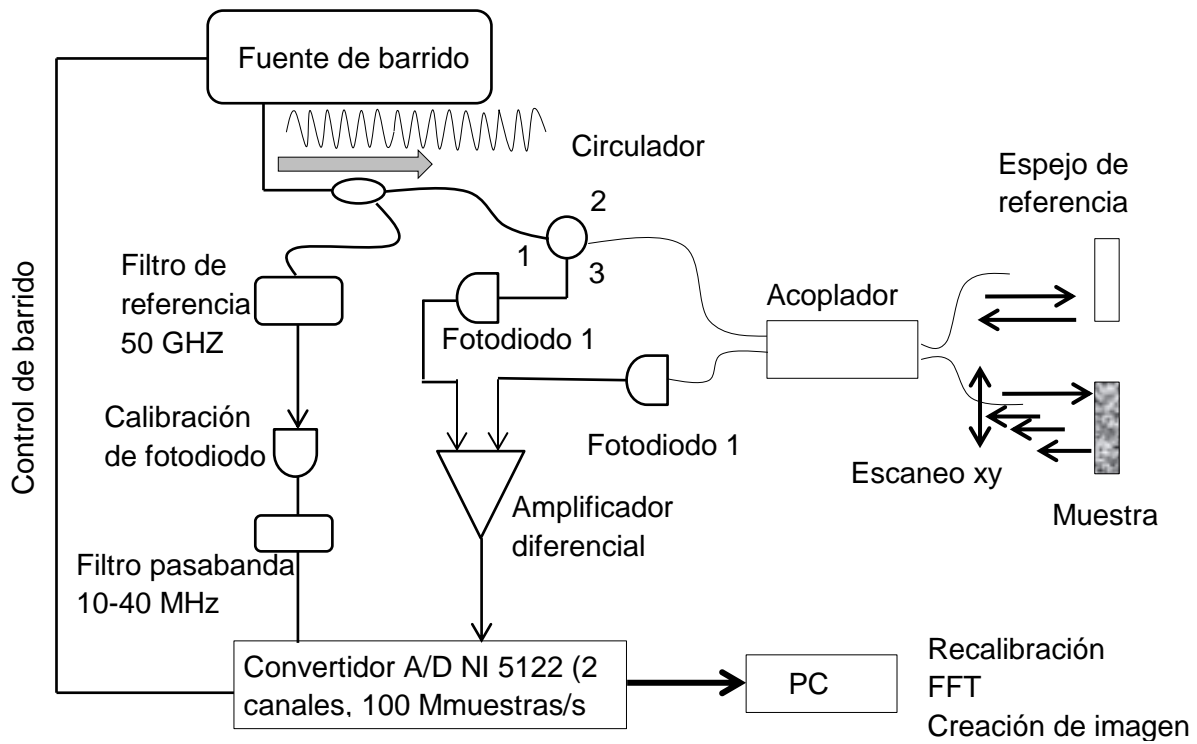 Fuente de barrido
Circulador
Espejo de
referencia
2
1
3
Filtro de
referencia
50 GHZ
Fotodiodo 1
Acoplador
Control de barrido
Calibración
de fotodiodo
Fotodiodo 1
Escaneo xy
Muestra
Amplificador
diferencial
Filtro pasabanda
10-40 MHz
Convertidor A/D NI 5122 (2
canales, 100 Mmuestras/s
PC
Recalibración
FFT
Creación de imagen